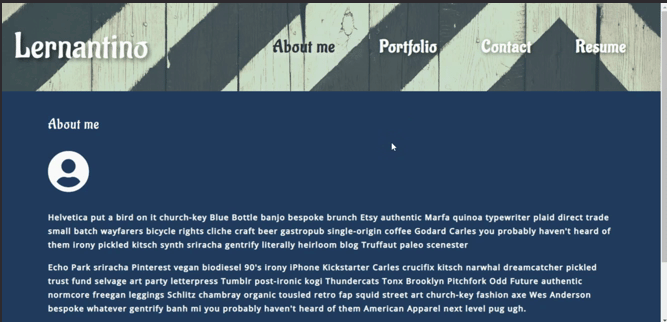 Lernantino
About me
Portfolio
Contact
Resume
About me
Helvetica put a bird on it church-key Blue Bottle banjo bespoke brunch Etsy authentic Marfa quinoa typewriter plaid direct trade
small batch wayfarers bicycle rights cliche craft beer gastropub single-origin coffee Godard Carles you probably haven't heard of
them irony pickled kitsch synth sriracha gentrify literally heirloom blog Truffaut paleo scenester
Echo Park sriracha Pinterest vegan biodiesel 90's irony iPhone Kickstarter Carles crucifix kitsch narwhal dreamcatcher pickled
trust fund selvage art party letterpress Tumblr post-ironic kogi Thundercats Tonx Brooklyn Pitchfork Odd Future authentic
normcore freegan leggings Schlitz chambray organic tousled retro fap squid street art church-key fashion axe Wes Anderson
bespoke whatever gentrify banh mi you probably haven't heard of them American Apparel next level pug ugh.